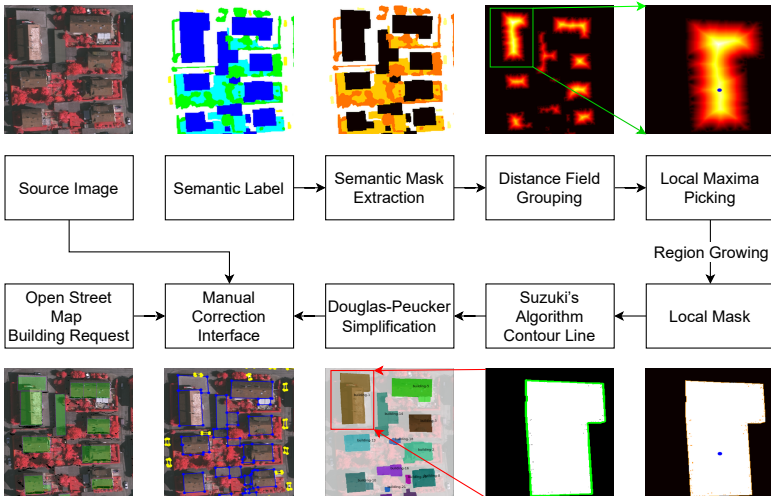 Source Image
Semantic Label
Semantic Mask
Extraction
Distance Field
Grouping
Local Maxima
Picking
Region Growing
Open Street
Map
Building Request
Manual
Correction
Interface
Douglas-Peucker
Simplification
Suzuki's
Algorithm
Contour Line
Local Mask